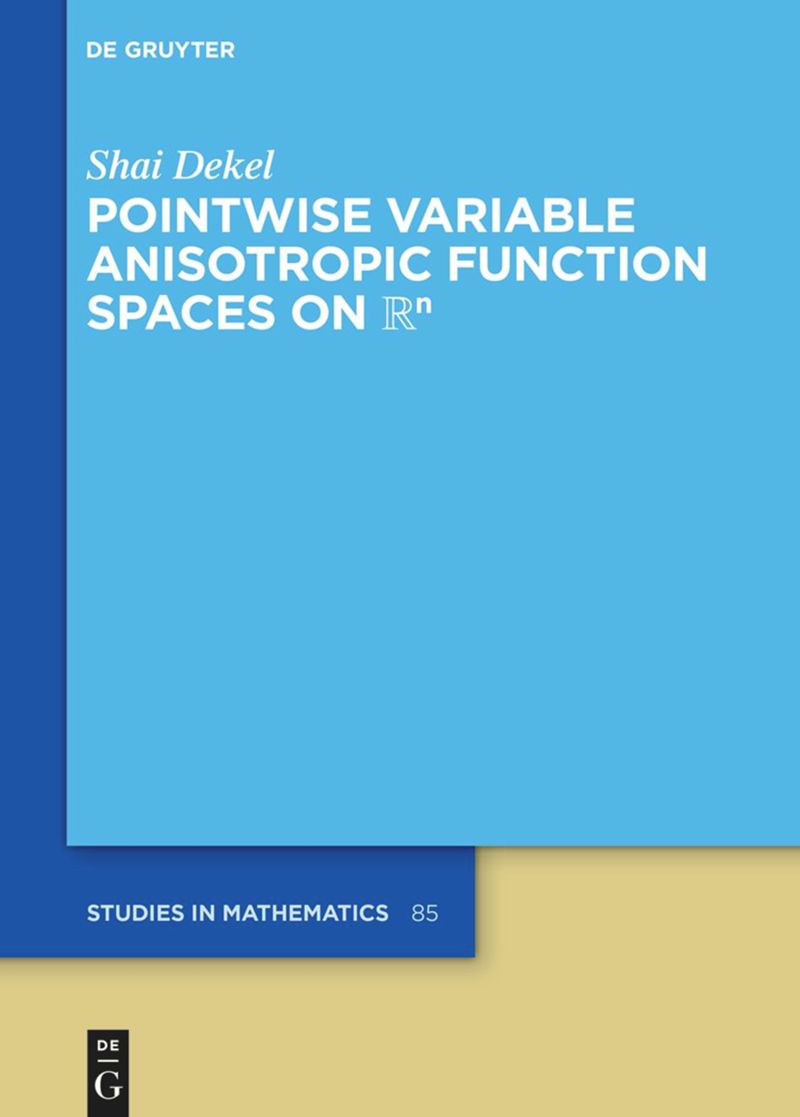 DE GRUYTER
Shai Dekel
POINTWISE VARIABLE
ANISOTROPIC FUNCTION
SPACES ON ℝⁿ
STUDIES IN MATHEMATICS 85
DE
G